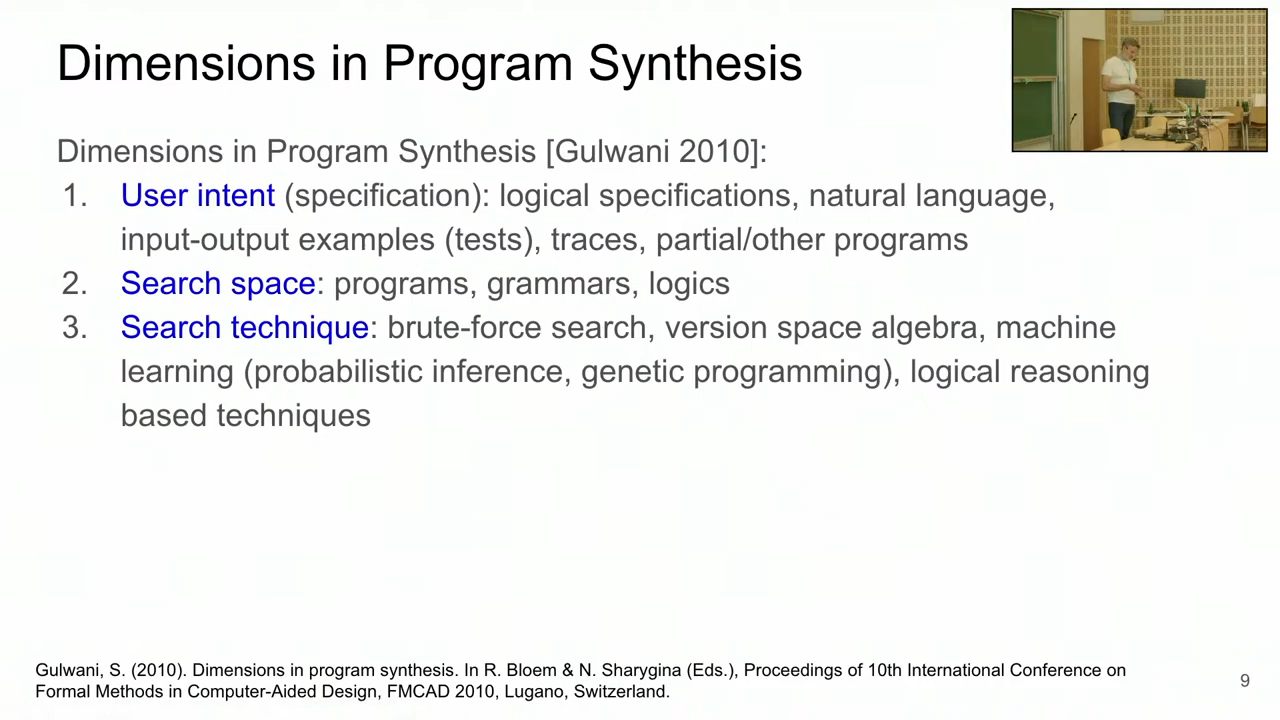 Dimensions in Program Synthesis
Dimensions in Program Synthesis [Gulwani 2010]:
1. User intent (specification): logical specifications, natural language,
input-output examples (tests), traces, partial/other programs
2. Search space: programs, grammars, logics
3. Search technique: brute-force search, version space algebra, machine
learning (probabilistic inference, genetic programming), logical reasoning
based techniques
Gulwani, S. (2010). Dimensions in program synthesis. In R. Bloem & N. Sharygina (Eds.), Proceedings of 10th International Conference on
Formal Methods in Computer-Aided Design, FMCAD 2010, Lugano, Switzerland.
9